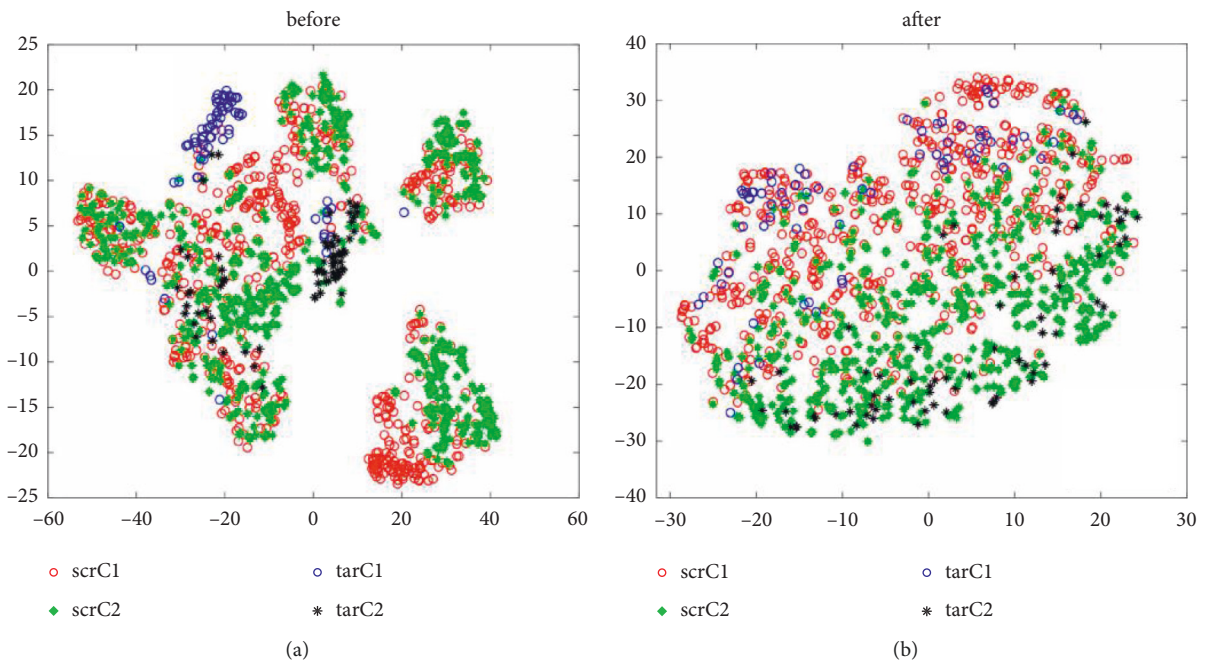 before
25
20
15
10
5
0
–5
–10
–15
–20
–25
–60 –40 –20 0 20 40 60
scrC1 tarC1
scrC2 tarC2
(a)
after
40
30
20
10
0
–10
–20
–30
–40
–30 –20 –10 0 10 20 30
scrC1 tarC1
scrC2 tarC2
(b)